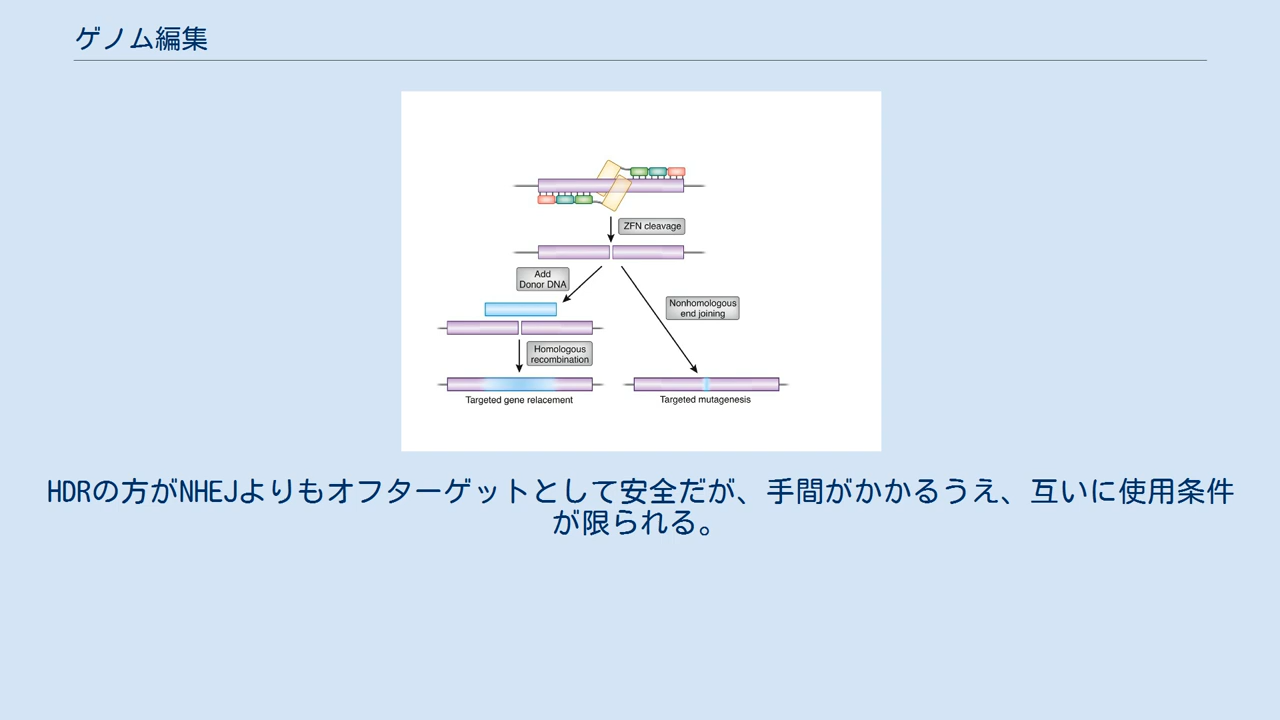 ゲノム編集
ZFN cleavage
Add
Donor DNA
Nonhomologous
end joining
Homologous
recombination
Targeted gene relacement
Targeted mutagenesis
HDRの方がNHEJよりもオフターゲットとして安全だが、手間がかかるうえ、互いに使用条件
が限られる。